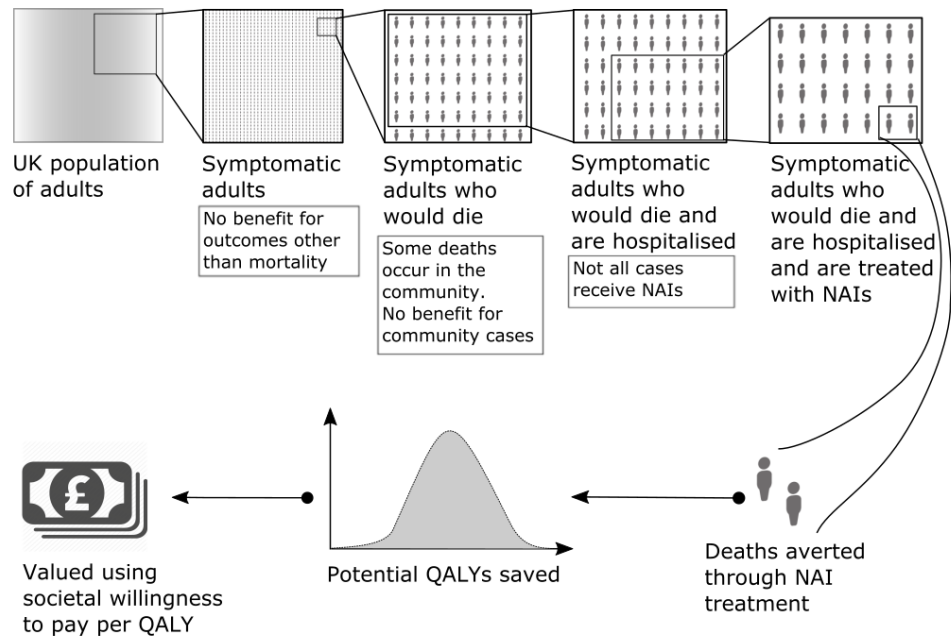 UK population
of adults
Symptomatic
adults
No benefit for
outcomes other
than mortality
Symptomatic
adults who
would die
Some deaths
occur in the
community.
No benefit for
community cases
Symptomatic
adults who
would die and
are hospitalised
Not all cases
receive NAIs
Symptomatic
adults who
would die and
are hospitalised
and are treated
with NAIs
Deaths averted
through NAI
treatment
Potential QALYs saved
£
Valued using
societal willingness
to pay per QALY